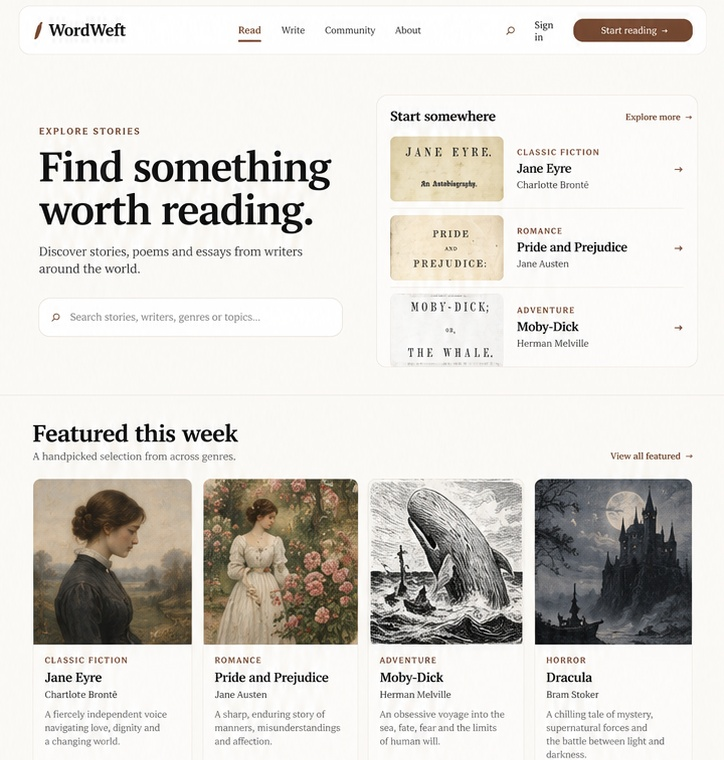 WordWeft
Read
Write
Community
About
Sign
in
Start reading →
EXPLORE STORIES
Find something
worth reading.
Discover stories, poems and essays from writers
around the world.
Search stories, writers, genres or topics...
Start somewhere
Explore more →
JANE EYRE.
An Autobiography.
CLASSIC FICTION
Jane Eyre
Charlotte Brontë
→
PRIDE
AND
PREJUDICE:
ROMANCE
Pride and Prejudice
Jane Austen
→
MOBY-DICK;
OR,
THE WHALE.
ADVENTURE
Moby-Dick
Herman Melville
→
Featured this week
A handpicked selection from across genres.
View all featured →
CLASSIC FICTION
Jane Eyre
Chartlote Brontë
A fiercely independent voice
navigating love, dignity and
a changing world.
ROMANCE
Pride and Prejudice
Jane Austen
A sharp, enduring story of
manners, misunderstandings
and affection.
ADVENTURE
Moby-Dick
Herman Melville
An obsessive voyage into the
sea, fate, fear and the limits
of human will.
HORROR
Dracula
Bram Stoker
A chilling tale of mystery,
supernatural forces and
the battle between light and
darkness.